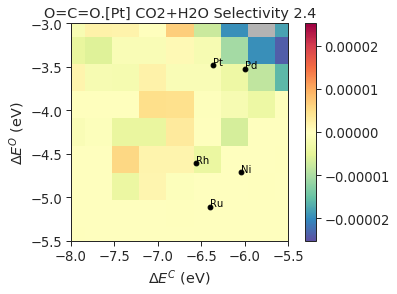 O=C=O.[Pt] CO2+H2O Selectivity 2.4
−3.0
−3.5
−4.0
−4.5
−5.0
−5.5
ΔE^O (eV)
Pt
Pd
Rh
Ni
Ru
−8.0 −7.5 −7.0 −6.5 −6.0 −5.5
ΔE^C (eV)
0.00002
0.00001
0.00000
−0.00001
−0.00002